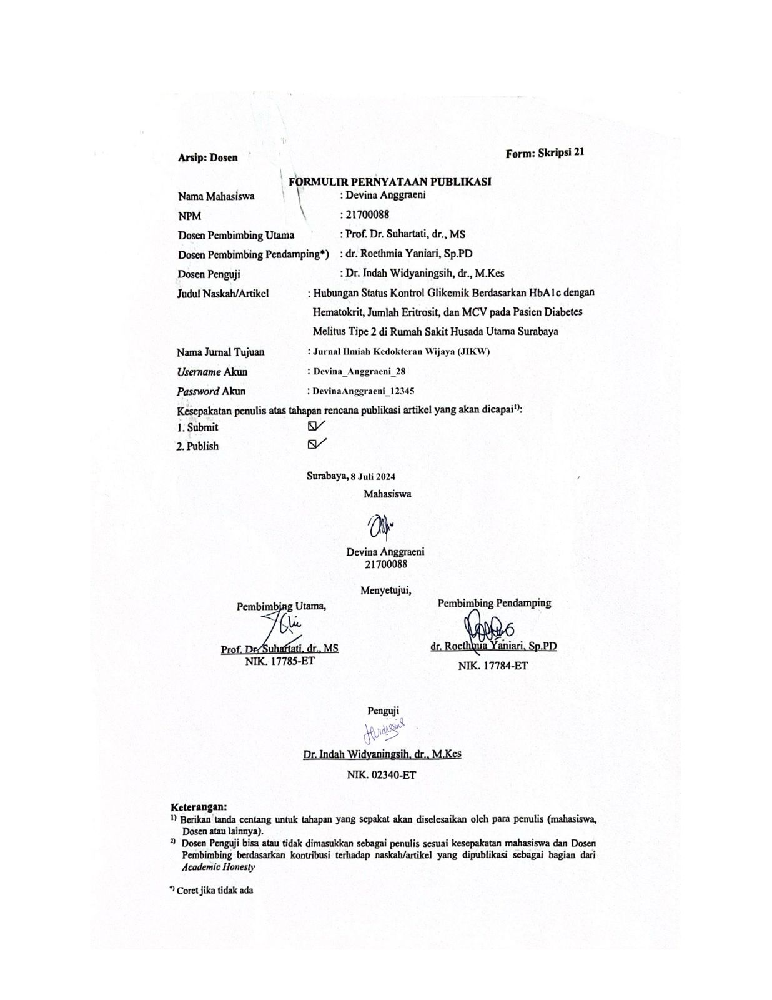 Arsip: Dosen
Form: Skripsi 21
FORMULIR PERNYATAAN PUBLIKASI
Nama Mahasiswa : Devina Anggraeni
NPM : 21700088
Dosen Pembimbing Utama : Prof. Dr. Suhartati, dr., MS
Dosen Pembimbing Pendamping*) : dr. Roethmia Yaniari, Sp.PD
Dosen Penguji : Dr. Indah Widyaningsih, dr., M.Kes
Judul Naskah/Artikel : Hubungan Status Kontrol Glikemik Berdasarkan HbA1c dengan
Hematokrit, Jumlah Eritrosit, dan MCV pada Pasien Diabetes
Melitus Tipe 2 di Rumah Sakit Husada Utama Surabaya
Nama Jurnal Tujuan : Jurnal Ilmiah Kedokteran Wijaya (JIKW)
Username Akun : Devina_Anggraeni_28
Password Akun : DevinaAnggraeni_12345
Kesepakatan penulis atas tahapan rencana publikasi artikel yang akan dicapai¹⁾:
1. Submit
2. Publish
Surabaya, 8 Juli 2024
Mahasiswa
Devina Anggraeni
21700088
Menyetujui,
Pembimbing Utama,
Prof. Dr. Suhartati, dr., MS
NIK. 17785-ET
Pembimbing Pendamping
dr. Roethmia Yaniari, Sp.PD
NIK. 17784-ET
Penguji
Dr. Indah Widyaningsih, dr., M.Kes
NIK. 02340-ET
Keterangan:
¹⁾ Berikan tanda centang untuk tahapan yang sepakat akan diselesaikan oleh para penulis (mahasiswa,
Dosen atau lainnya).
²⁾ Dosen Penguji bisa atau tidak dimasukkan sebagai penulis sesuai kesepakatan mahasiswa dan Dosen
Pembimbing berdasarkan kontribusi terhadap naskah/artikel yang dipublikasi sebagai bagian dari
Academic Honesty
*) Coret jika tidak ada